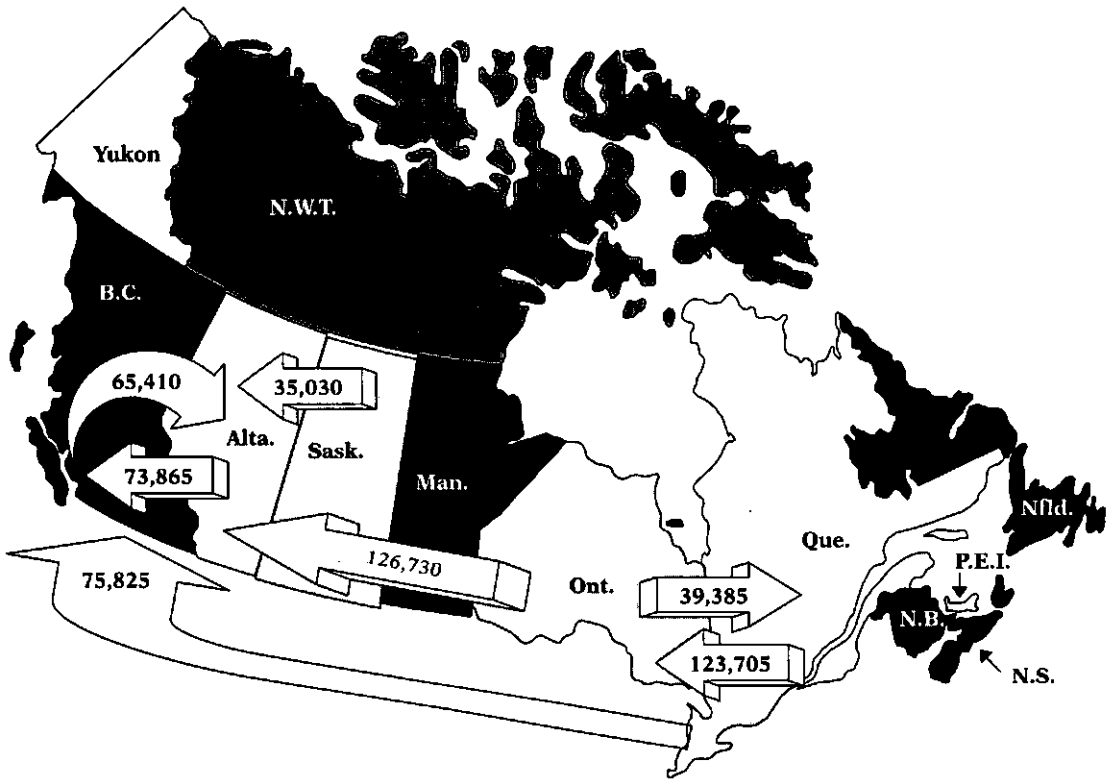 Yukon
N.W.T.
B.C.
65,410
35,030
Alta.
Sask.
73,865
Man.
Nfld.
126,730
Que.
P.E.I.
75,825
Ont.
39,385
N.B.
123,705
N.S.